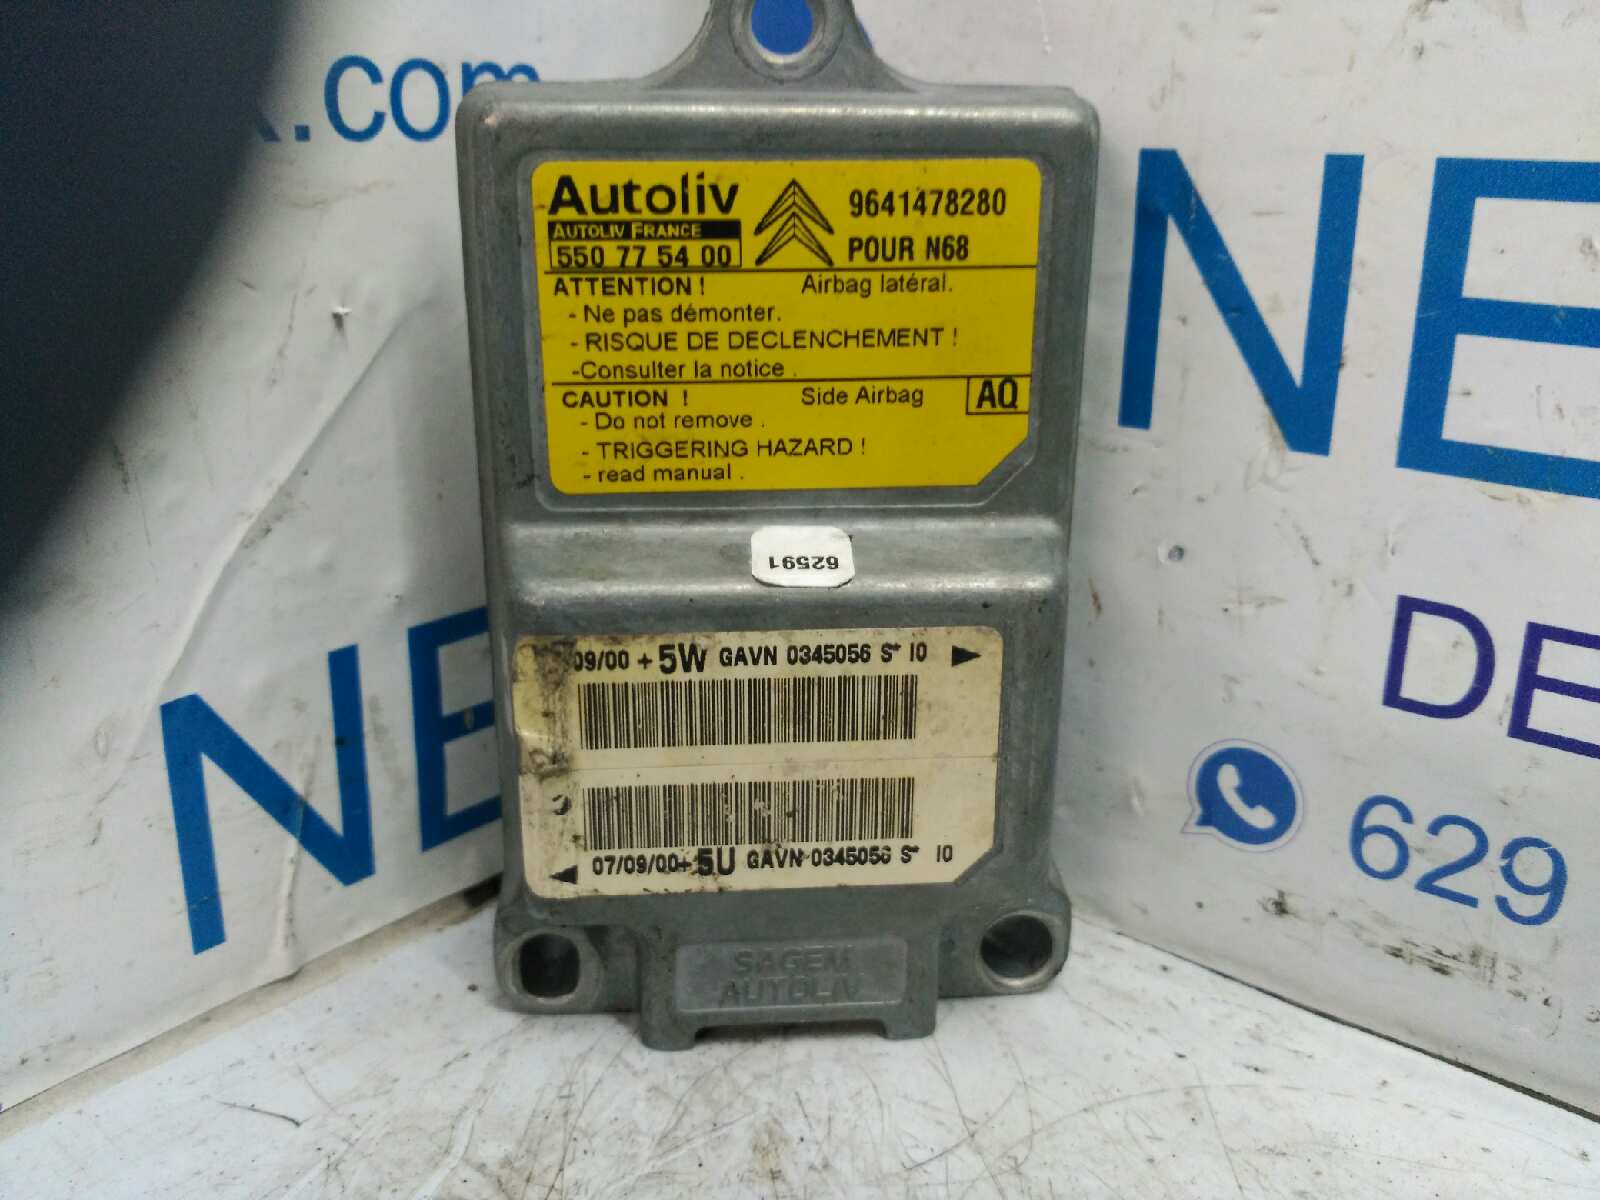 .com
Autoliv
AUTOLIV FRANCE
550 77 54 00
9641478280
POUR N68
ATTENTION ! Airbag latéral.
- Ne pas démonter.
- RISQUE DE DECLENCHEMENT !
-Consulter la notice .
CAUTION ! Side Airbag AQ
- Do not remove .
- TRIGGERING HAZARD !
- read manual .
62591
09/00 + 5W GAVN 0345056 S* 10
07/09/00+ 5U GAVN 0345056 S* 10
SAGEM
AUTOLIV
NE
NE
DE
629